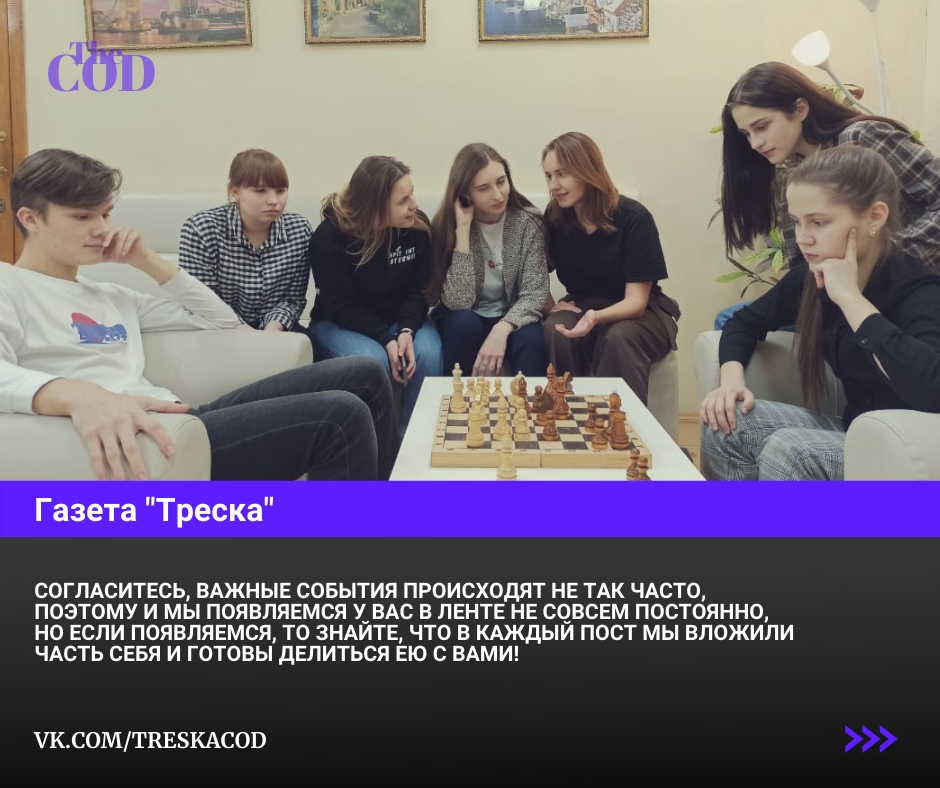 The
COD
Газета "Треска"
СОГЛАСИТЕСЬ, ВАЖНЫЕ СОБЫТИЯ ПРОИСХОДЯТ НЕ ТАК ЧАСТО,
ПОЭТОМУ И МЫ ПОЯВЛЯЕМСЯ У ВАС В ЛЕНТЕ НЕ СОВСЕМ ПОСТОЯННО,
НО ЕСЛИ ПОЯВЛЯЕМСЯ, ТО ЗНАЙТЕ, ЧТО В КАЖДЫЙ ПОСТ МЫ ВЛОЖИЛИ
ЧАСТЬ СЕБЯ И ГОТОВЫ ДЕЛИТЬСЯ ЕЮ С ВАМИ!
VK.COM/TRESKACOD